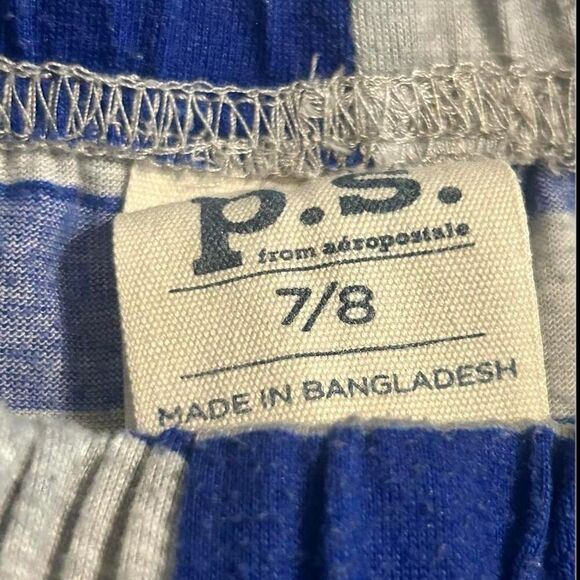 p.s.
from aéropostale
7/8
MADE IN BANGLADESH